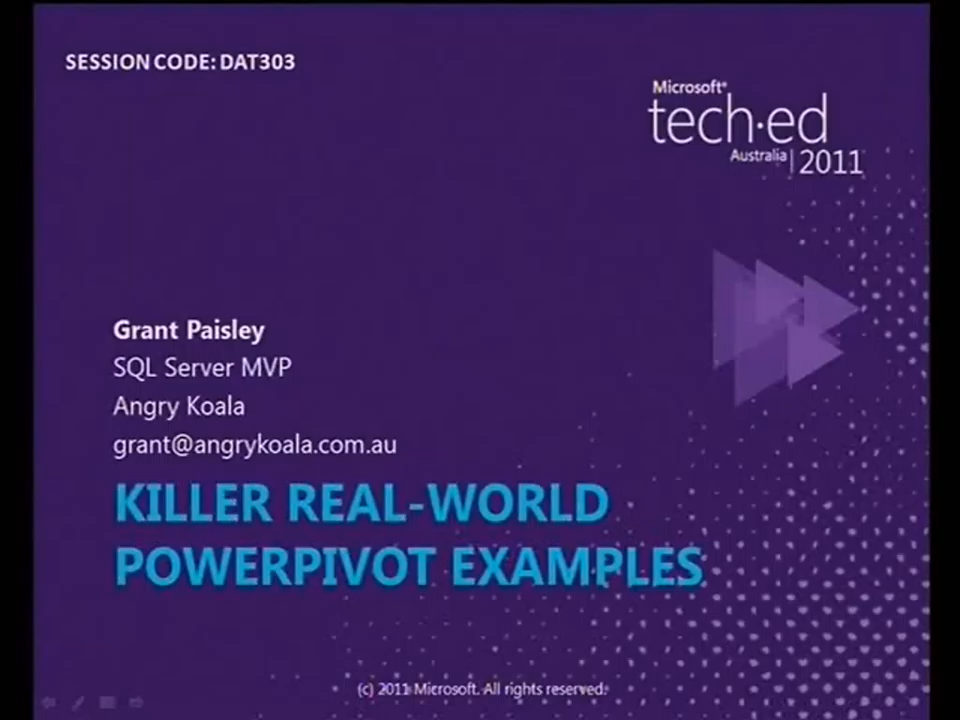 SESSION CODE: DAT303
Microsoft®
tech·ed
Australia | 2011
Grant Paisley
SQL Server MVP
Angry Koala
grant@angrykoala.com.au
KILLER REAL-WORLD
POWERPIVOT EXAMPLES
(c) 2011 Microsoft. All rights reserved.